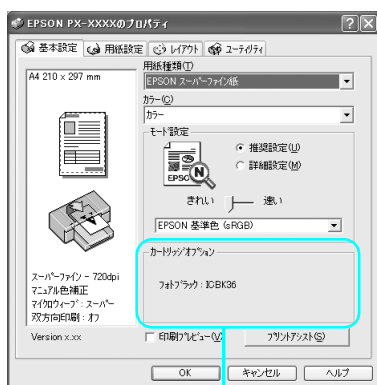 EPSON PX-XXXXのプロパティ
基本設定
用紙設定
レイアウト
ユーティリティ
A4 210 x 297 mm
用紙種類(T)
EPSON スーパーファイン紙
カラー(C)
カラー
モード設定
推奨設定(U)
詳細設定(M)
EPSON
N
きれい
速い
EPSON 基準色 (sRGB)
カートリッジオプション
フォトブラック : ICBK36
スーパーファイン - 720dpi
マニュアル色補正
マイクロウィーブ : スーパー
双方向印刷 : オフ
Version x.xx
印刷プレビュー(V)
プリントアシスト(S)
OK
キャンセル
ヘルプ